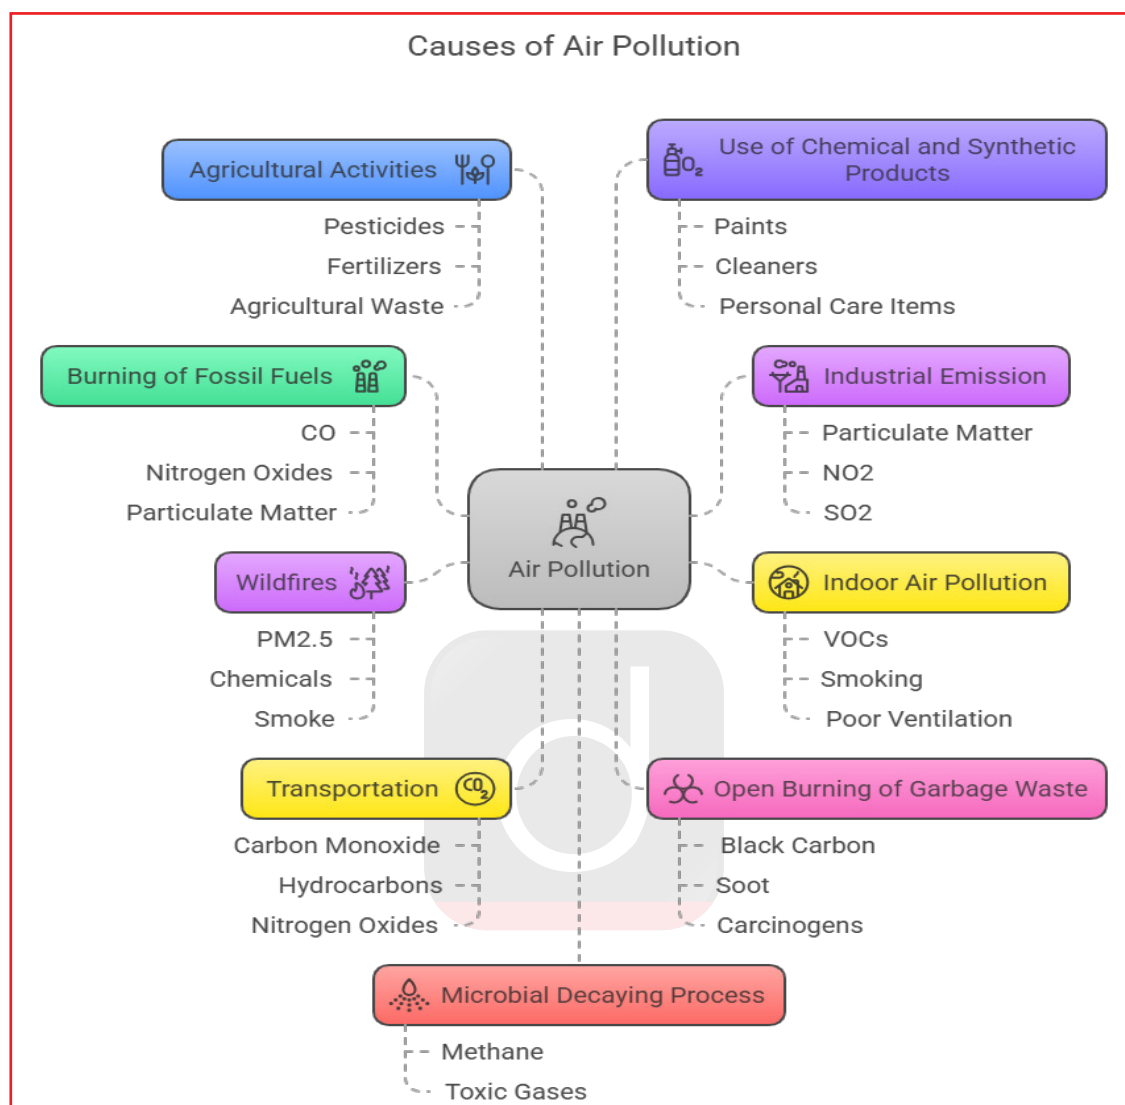 Causes of Air Pollution
Agricultural Activities
Pesticides
Fertilizers
Agricultural Waste
O2
Use of Chemical and Synthetic
Products
Paints
Cleaners
Personal Care Items
Burning of Fossil Fuels
CO
Nitrogen Oxides
Particulate Matter
Industrial Emission
Particulate Matter
NO2
SO2
Air Pollution
Wildfires
PM2.5
Chemicals
Smoke
Indoor Air Pollution
VOCs
Smoking
Poor Ventilation
Transportation
CO2
Carbon Monoxide
Hydrocarbons
Nitrogen Oxides
Open Burning of Garbage Waste
Black Carbon
Soot
Carcinogens
Microbial Decaying Process
Methane
Toxic Gases